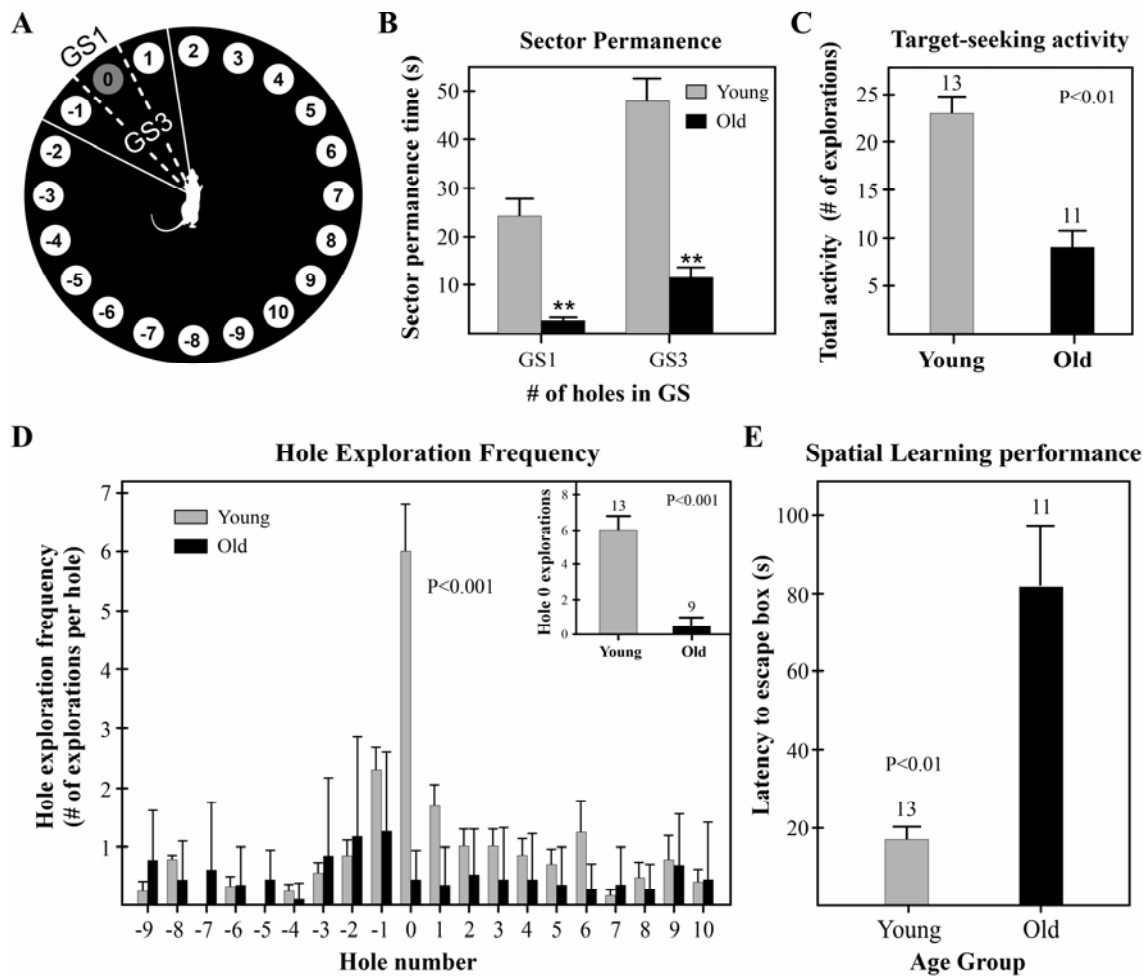 A
GS1
GS3
0
1
2
3
4
5
6
7
8
9
10
-9
-8
-7
-6
-5
-4
-3
-2
-1
B
Sector Permanence
Sector permanence time (s)
50
40
30
20
10
Young
Old
**
**
GS1 GS3
# of holes in GS
C
Target-seeking activity
Total activity (# of explorations)
25
20
15
10
5
13
P<0.01
11
Young Old
D
Hole Exploration Frequency
Hole exploration frequency
(# of explorations per hole)
7
6
5
4
3
2
1
Young
Old
P<0.001
Hole 0 explorations
8
6
4
2
0
13
P<0.001
9
Young Old
-9 -8 -7 -6 -5 -4 -3 -2 -1 0 1 2 3 4 5 6 7 8 9 10
Hole number
E
Spatial Learning performance
Latency to escape box (s)
100
80
60
40
20
11
P<0.01
13
Young Old
Age Group